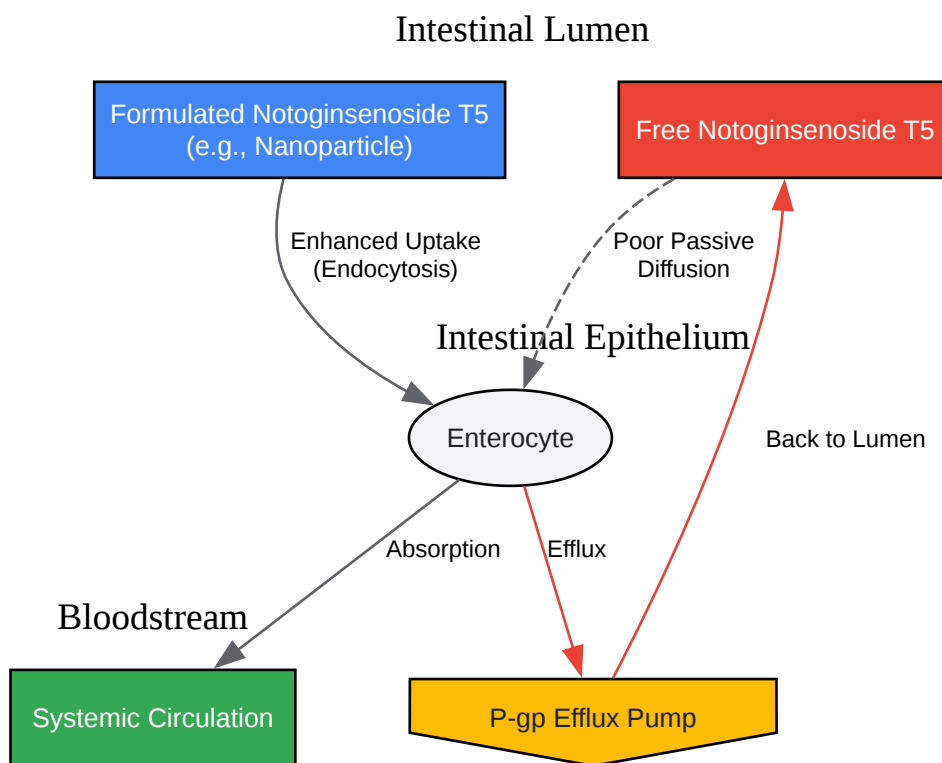 Intestinal Lumen
Formulated Notoginsenoside T5
(e.g., Nanoparticle)
Free Notoginsenoside T5
Enhanced Uptake
(Endocytosis)
Poor Passive
Diffusion
Intestinal Epithelium
Enterocyte
Back to Lumen
Absorption
Efflux
Bloodstream
Systemic Circulation
P-gp Efflux Pump